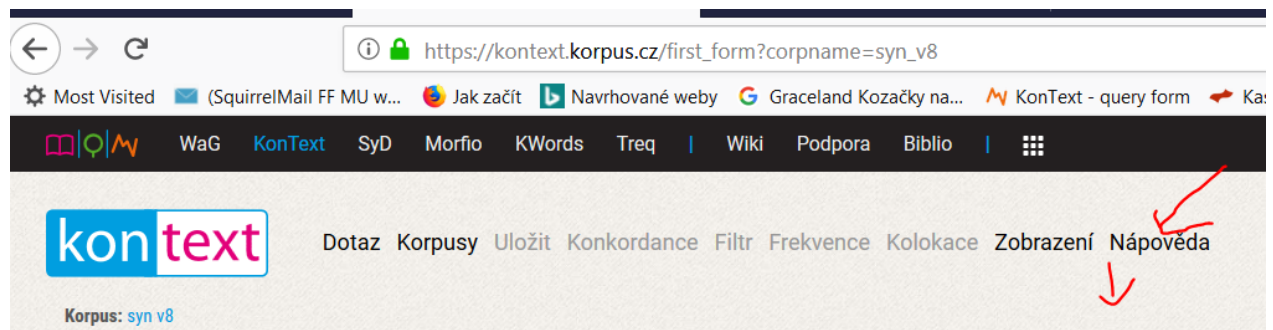 https://kontext.korpus.cz/first_form?corpname=syn_v8
Most Visited (SquirrelMail FF MU w... Jak začít Navrhované weby Graceland Kozačky na... KonText - query form Kas
WaG KonText SyD Morfio KWords Treq | Wiki Podpora Biblio |
kontext Dotaz Korpusy Uložit Konkordance Filtr Frekvence Kolokace Zobrazení Nápověda
Korpus: syn v8